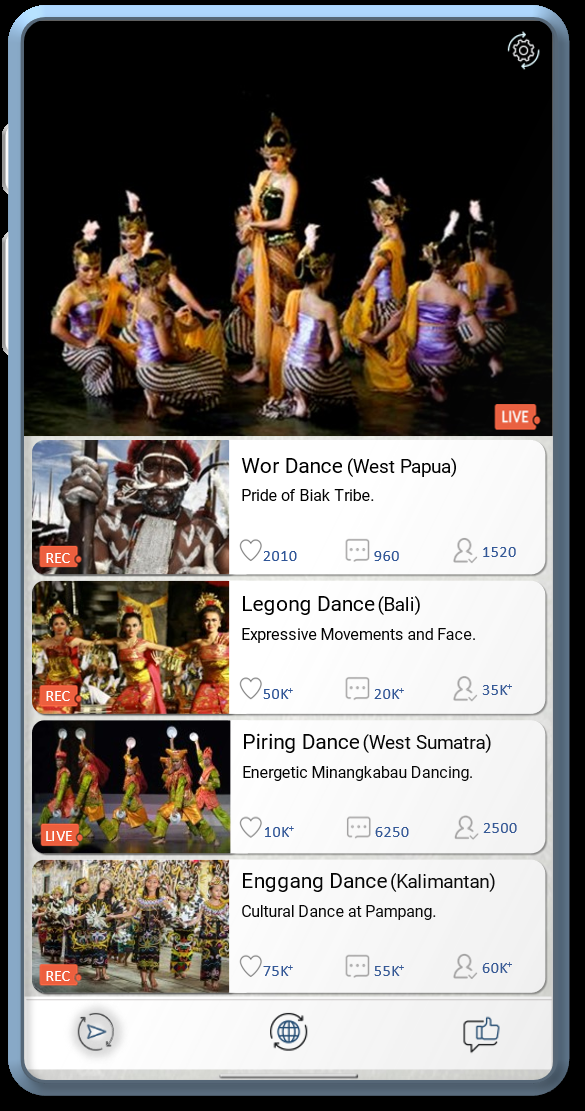 LIVE
Wor Dance (West Papua)
Pride of Biak Tribe.
REC
2010 960 1520
Legong Dance (Bali)
Expressive Movements and Face.
REC
50K+ 20K+ 35K+
Piring Dance (West Sumatra)
Energetic Minangkabau Dancing.
LIVE
10K+ 6250 2500
Enggang Dance (Kalimantan)
Cultural Dance at Pampang.
REC
75K+ 55K+ 60K+